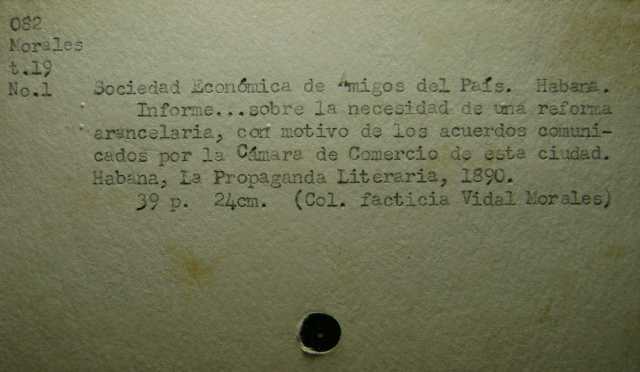 082
Morales
t.19
No.1 Sociedad Económica de Amigos del País. Habana.
Informe...sobre la necesidad de una reforma
arancelaria, con motivo de los acuerdos comuni-
cados por la Cámara de Comercio de esta ciudad.
Habana, La Propaganda Literaria, 1890.
39 p. 24cm. (Col. facticia Vidal Morales)